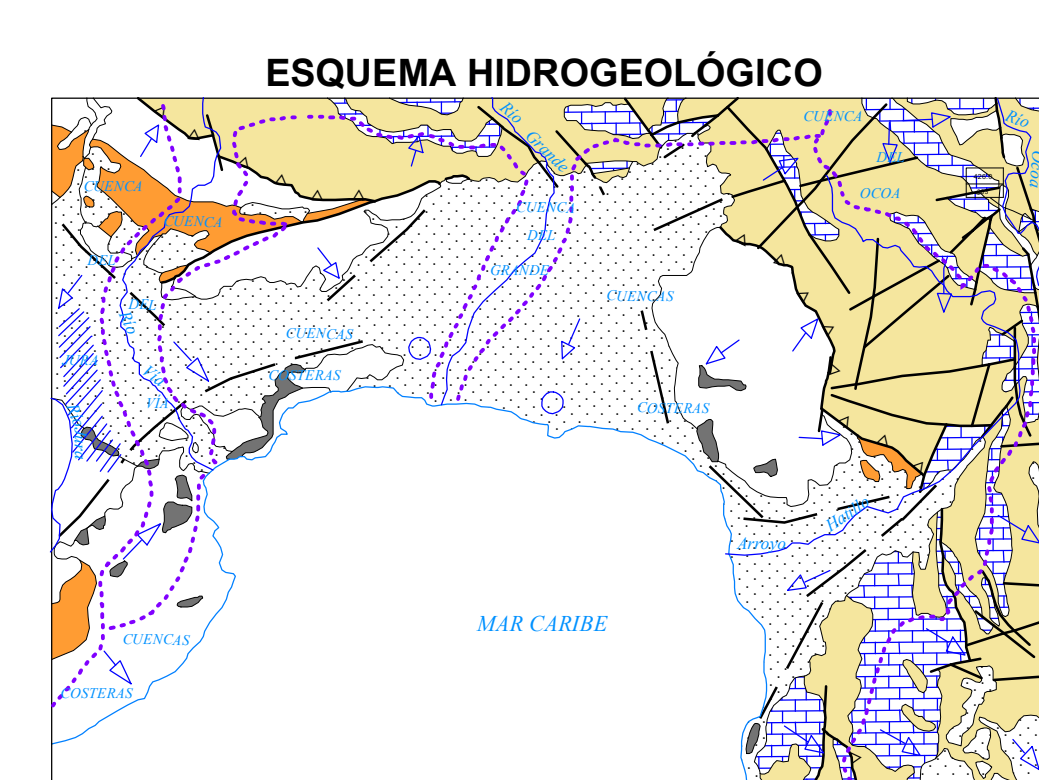 ESQUEMA HIDROGEOLÓGICO
Río
Grande
CUENCA
DEL
OCOA
Río
Ocoa
CUENCA
DEL
JURA
CUENCA
DEL
VÍA
Río
Vía
CUENCA
DEL
GRANDE
CUENCAS
COSTERAS
CUENCAS
COSTERAS
Arroyo
Hatillo
MAR CARIBE
CUENCAS
COSTERAS